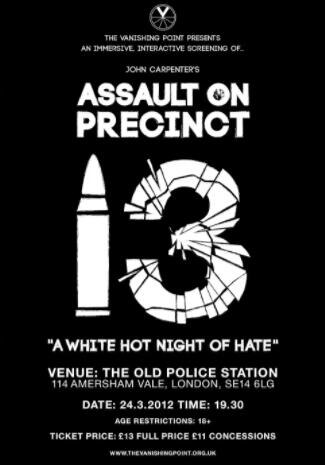 THE VANISHING POINT PRESENTS
AN IMMERSIVE, INTERACTIVE SCREENING OF..
JOHN CARPENTER'S
ASSAULT ON
PRECINCT
13
"A WHITE HOT NIGHT OF HATE"
VENUE: THE OLD POLICE STATION
114 AMERSHAM VALE, LONDON, SE14 6LG
DATE: 24.3.2012 TIME: 19.30
AGE RESTRICTIONS: 18+
TICKET PRICE: £13 FULL PRICE £11 CONCESSIONS
WWW.THEVANISHINGPOINT.ORG.UK